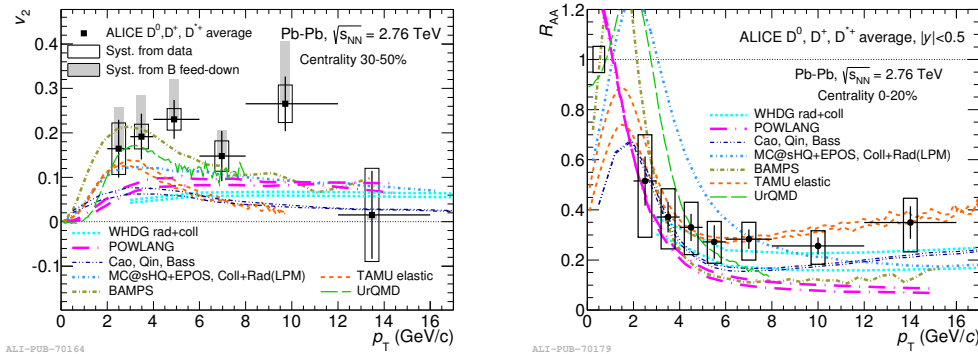 v2
0.4
0.3
0.2
0.1
0
-0.1
ALICE D0, D+, D*+ average
Syst. from data
Syst. from B feed-down
Pb-Pb, √sNN = 2.76 TeV
Centrality 30-50%
WHDG rad+coll
POWLANG
Cao, Qin, Bass
MC@sHQ+EPOS, Coll+Rad(LPM)
BAMPS
TAMU elastic
UrQMD
0 2 4 6 8 10 12 14 16
pT (GeV/c)
ALI-PUB-70164
RAA
1.2
1
0.8
0.6
0.4
0.2
0
ALICE D0, D+, D*+ average, |y|<0.5
Pb-Pb, √sNN = 2.76 TeV
Centrality 0-20%
WHDG rad+coll
POWLANG
Cao, Qin, Bass
MC@sHQ+EPOS, Coll+Rad(LPM)
BAMPS
TAMU elastic
UrQMD
0 2 4 6 8 10 12 14 16
pT (GeV/c)
ALI-PUB-70179